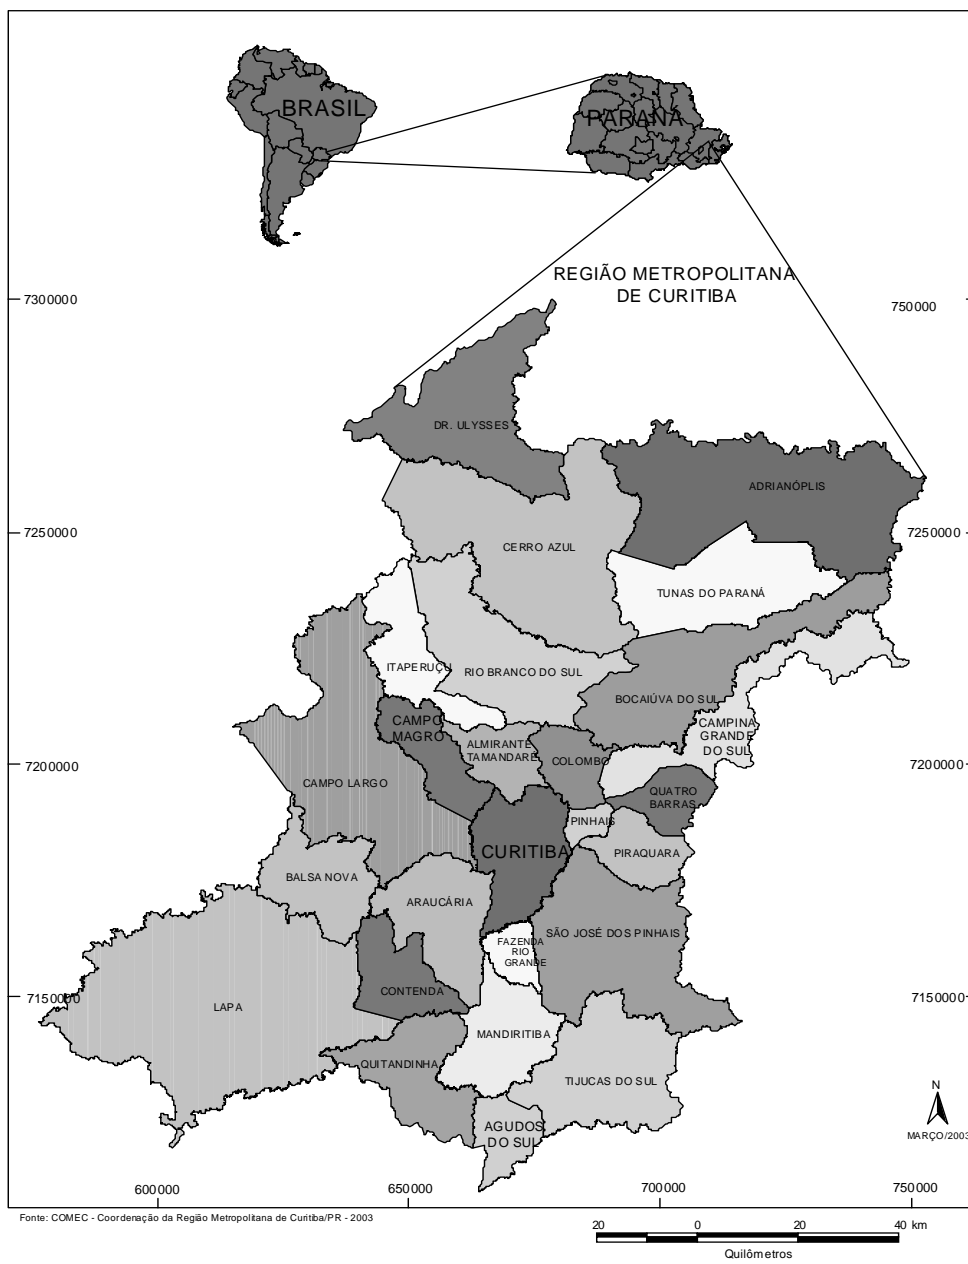 BRASIL
PARANÁ
REGIÃO METROPOLITANA
DE CURITIBA
7300000
750000
DR. ULYSSES
ADRIANÓPLIS
7250000
7250000
CERRO AZUL
TUNAS DO PARANÁ
ITAPERUÇU
RIO BRANCO DO SUL
BOCAIÚVA DO SUL
CAMPO
MAGRO
CAMPINA
GRANDE
DO SUL
ALMIRANTE
TAMANDARÉ
COLOMBO
7200000
7200000
CAMPO LARGO
QUATRO
BARRAS
PINHAIS
CURITIBA
PIRAQUARA
BALSA NOVA
ARAUCÁRIA
SÃO JOSÉ DOS PINHAIS
FAZENDA
RIO
GRANDE
CONTENDA
7150000
7150000
LAPA
MANDIRITIBA
QUITANDINHA
TIJUCAS DO SUL
AGUDOS
DO SUL
N
MARÇO/2003
600000
650000
700000
750000
Fonte: COMEC - Coordenação da Região Metropolitana de Curitiba/PR - 2003
20 0 20 40 km
Quilômetros